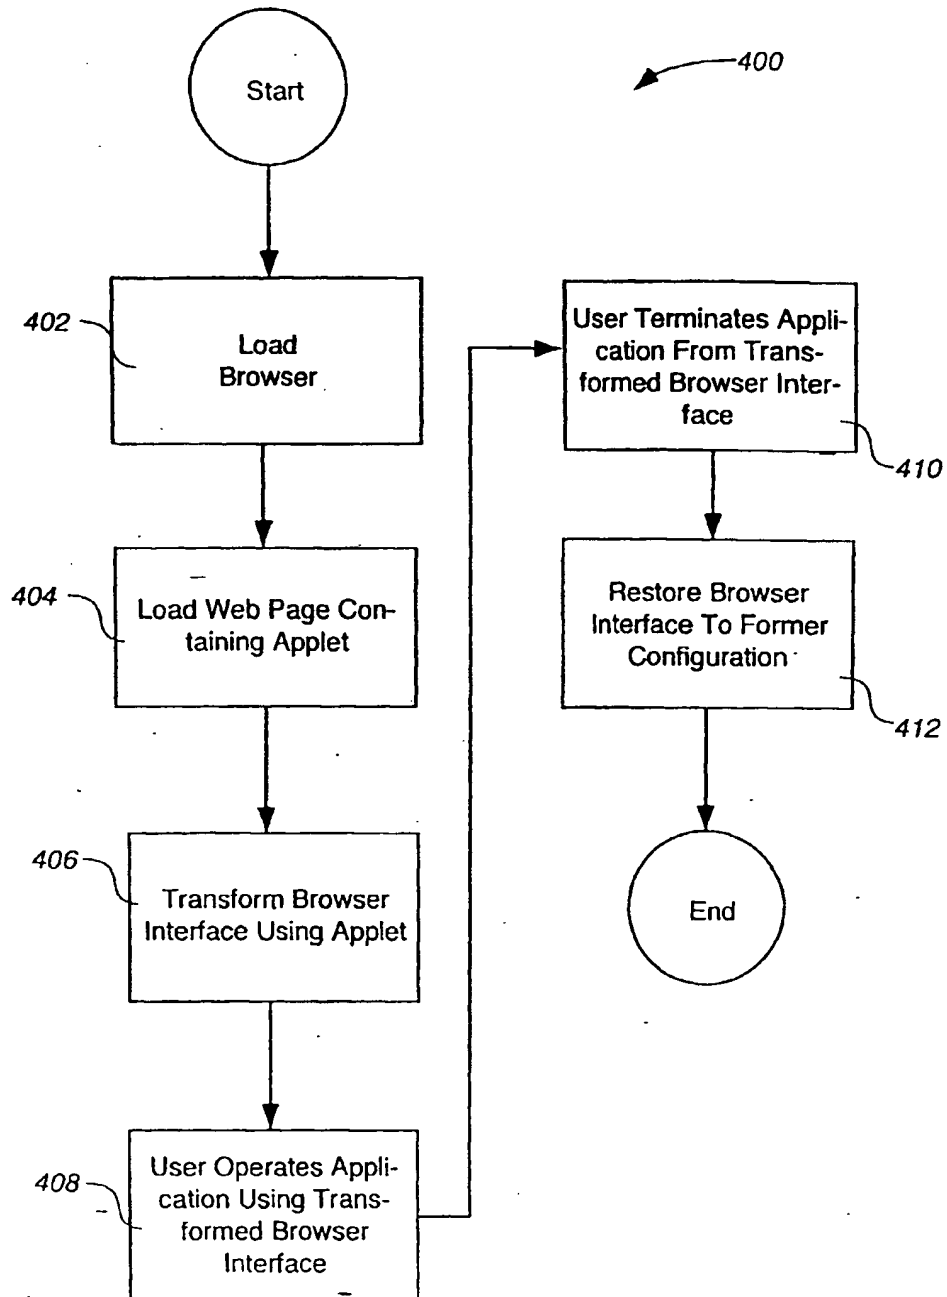 Start
400
402
Load
Browser
404
Load Web Page Con-
taining Applet
406
Transform Browser
Interface Using Applet
408
User Operates Appli-
cation Using Trans-
formed Browser
Interface
User Terminates Appli-
cation From Trans-
formed Browser Inter-
face
410
Restore Browser
Interface To Former
Configuration
412
End